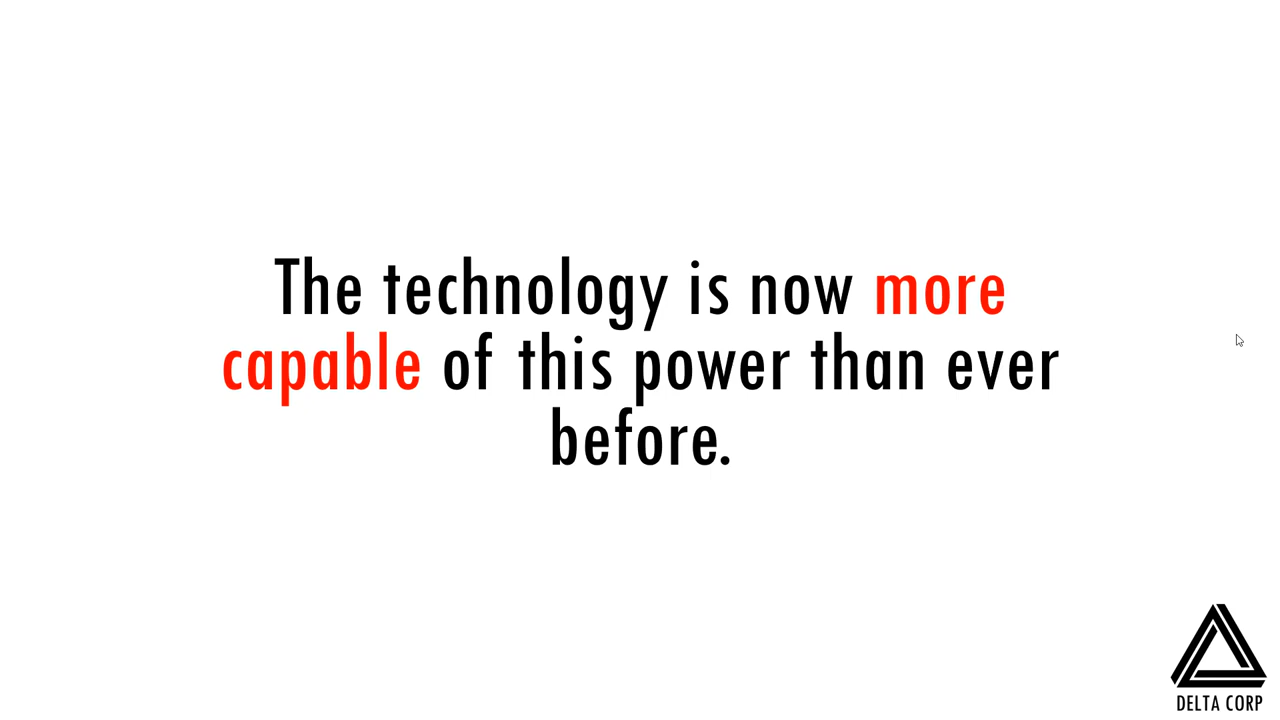 The technology is now more
capable of this power than ever
before.
DELTA CORP